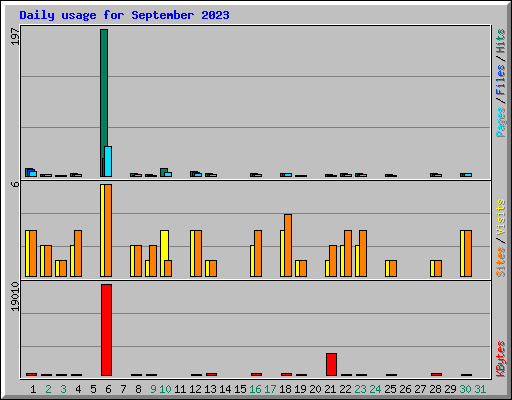 Daily usage for September 2023
197
6
19010
Pages/Files/Hits
Sites/Visits
KBytes
1 2 3 4 5 6 7 8 9 10 11 12 13 14 15 16 17 18 19 20 21 22 23 24 25 26 27 28 29 30 31